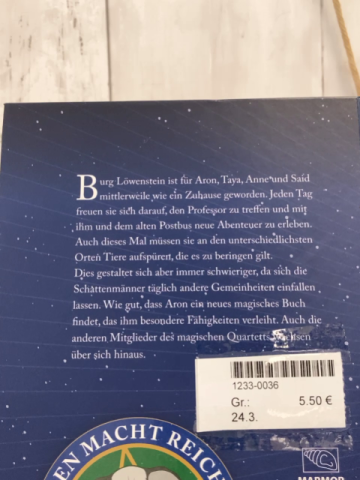 Burg Löwenstein ist für Aron, Taya, Anne und Said
mittlerweile wie ein Zuhause geworden. Jeden Tag
freuen sie sich darauf, den Professor zu treffen und mit
ihm und dem alten Postbus neue Abenteuer zu erleben.
Auch dieses Mal müssen sie an den unterschiedlichsten
Orten Tiere aufspüren, die es zu beringen gilt.
Dies gestaltet sich aber immer schwieriger, da sich die
Schattenmänner täglich andere Gemeinheiten einfallen
lassen. Wie gut, dass Aron ein neues magisches Buch
findet, das ihm besondere Fähigkeiten verleiht. Auch die
anderen Mitglieder des magischen Quartetts wachsen
über sich hinaus.
1233-0036
Gr.: 5.50 €
24.3.
EN MACHT REICH
MARMOR